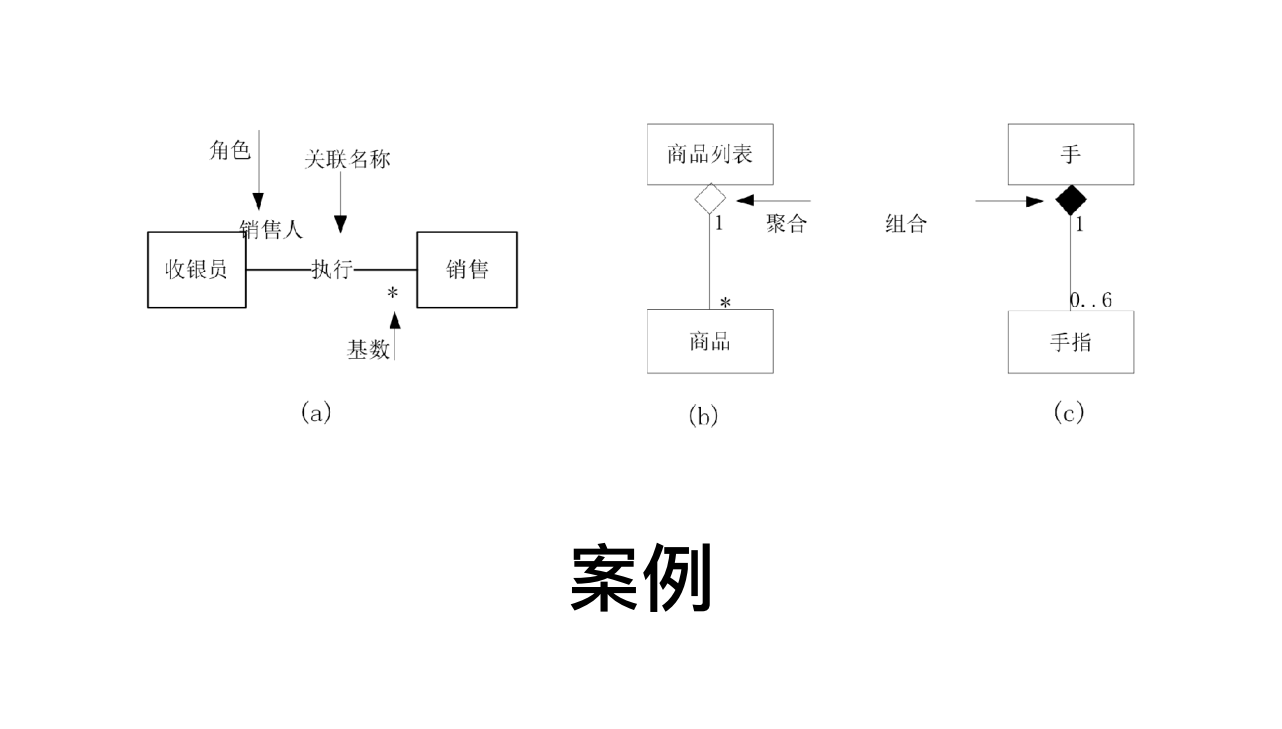 角色
关联名称
销售人
收银员
执行
销售
*
基数
(a)
商品列表
1
聚合
*
商品
(b)
手
组合
1
0..6
手指
(c)
案例